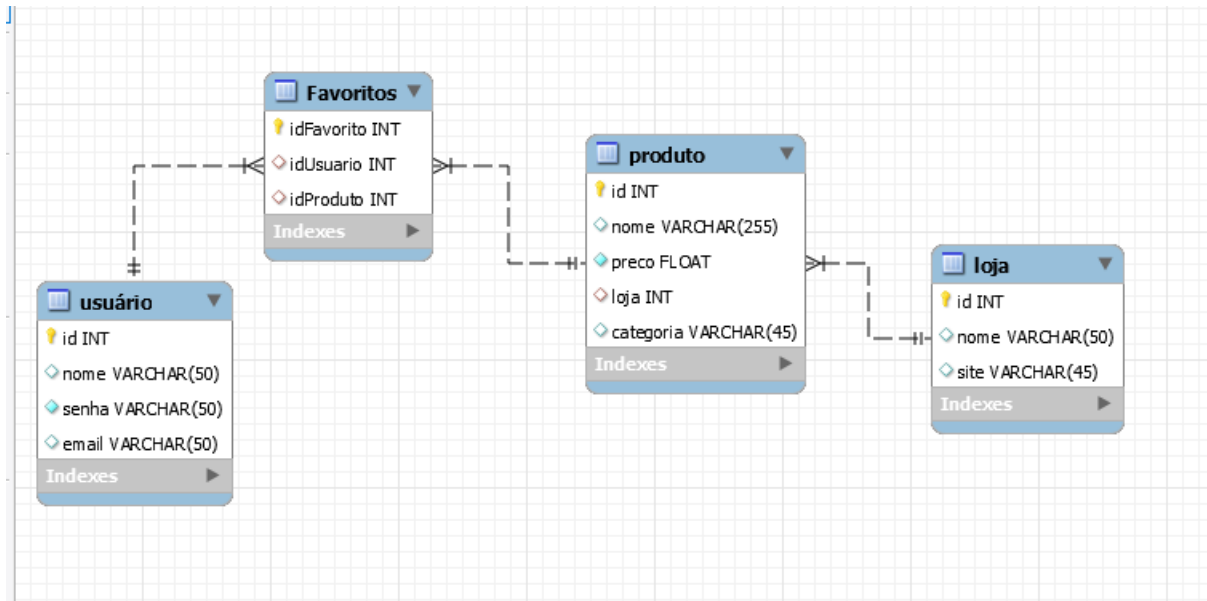 Favoritos
idFavorito INT
idUsuario INT
idProduto INT
Indexes
usuário
id INT
nome VARCHAR(50)
senha VARCHAR(50)
email VARCHAR(50)
Indexes
produto
id INT
nome VARCHAR(255)
preco FLOAT
loja INT
categoria VARCHAR(45)
Indexes
loja
id INT
nome VARCHAR(50)
site VARCHAR(45)
Indexes